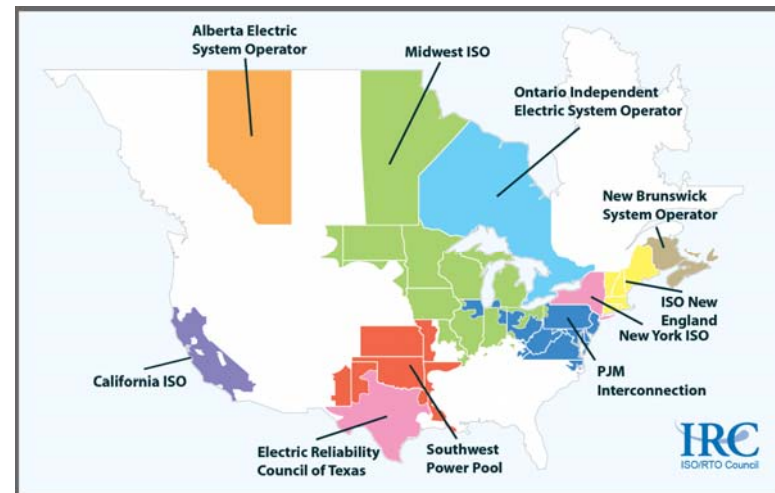 Alberta Electric
System Operator
Midwest ISO
Ontario Independent
Electric System Operator
New Brunswick
System Operator
ISO New
England
New York ISO
PJM
Interconnection
California ISO
Electric Reliability
Council of Texas
Southwest
Power Pool
IRC
ISO/RTO Council